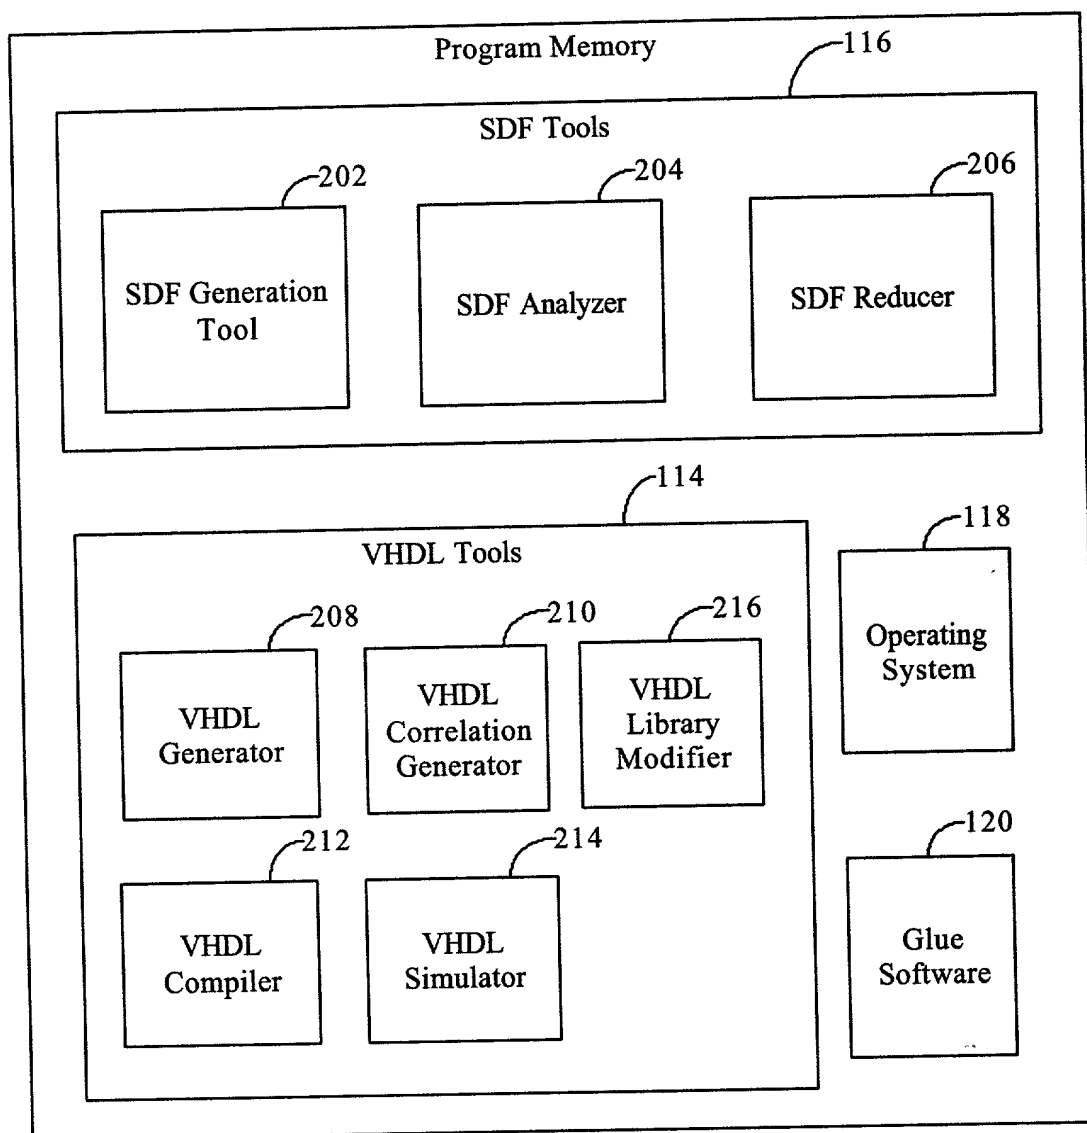 Program Memory
116
SDF Tools
202
204
206
SDF Generation
Tool
SDF Analyzer
SDF Reducer
114
VHDL Tools
118
208
210
216
Operating
System
VHDL
Generator
VHDL
Correlation
Generator
VHDL
Library
Modifier
212
214
120
VHDL
Compiler
VHDL
Simulator
Glue
Software